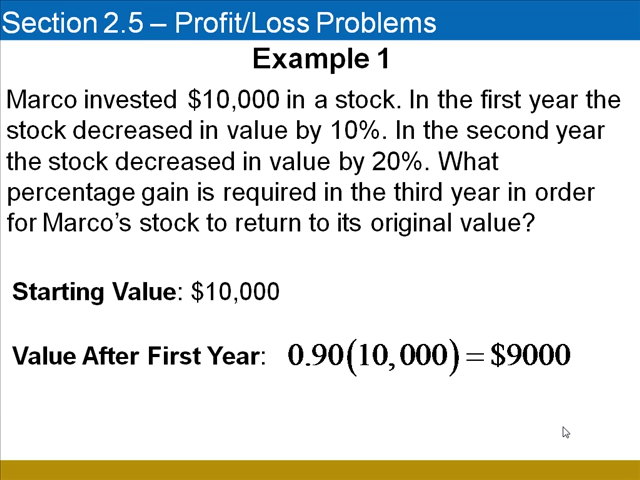 Section 2.5 – Profit/Loss Problems
Example 1
Marco invested $10,000 in a stock. In the first year the
stock decreased in value by 10%. In the second year
the stock decreased in value by 20%. What
percentage gain is required in the third year in order
for Marco’s stock to return to its original value?
Starting Value: $10,000
Value After First Year: 0.90(10,000) = $9000